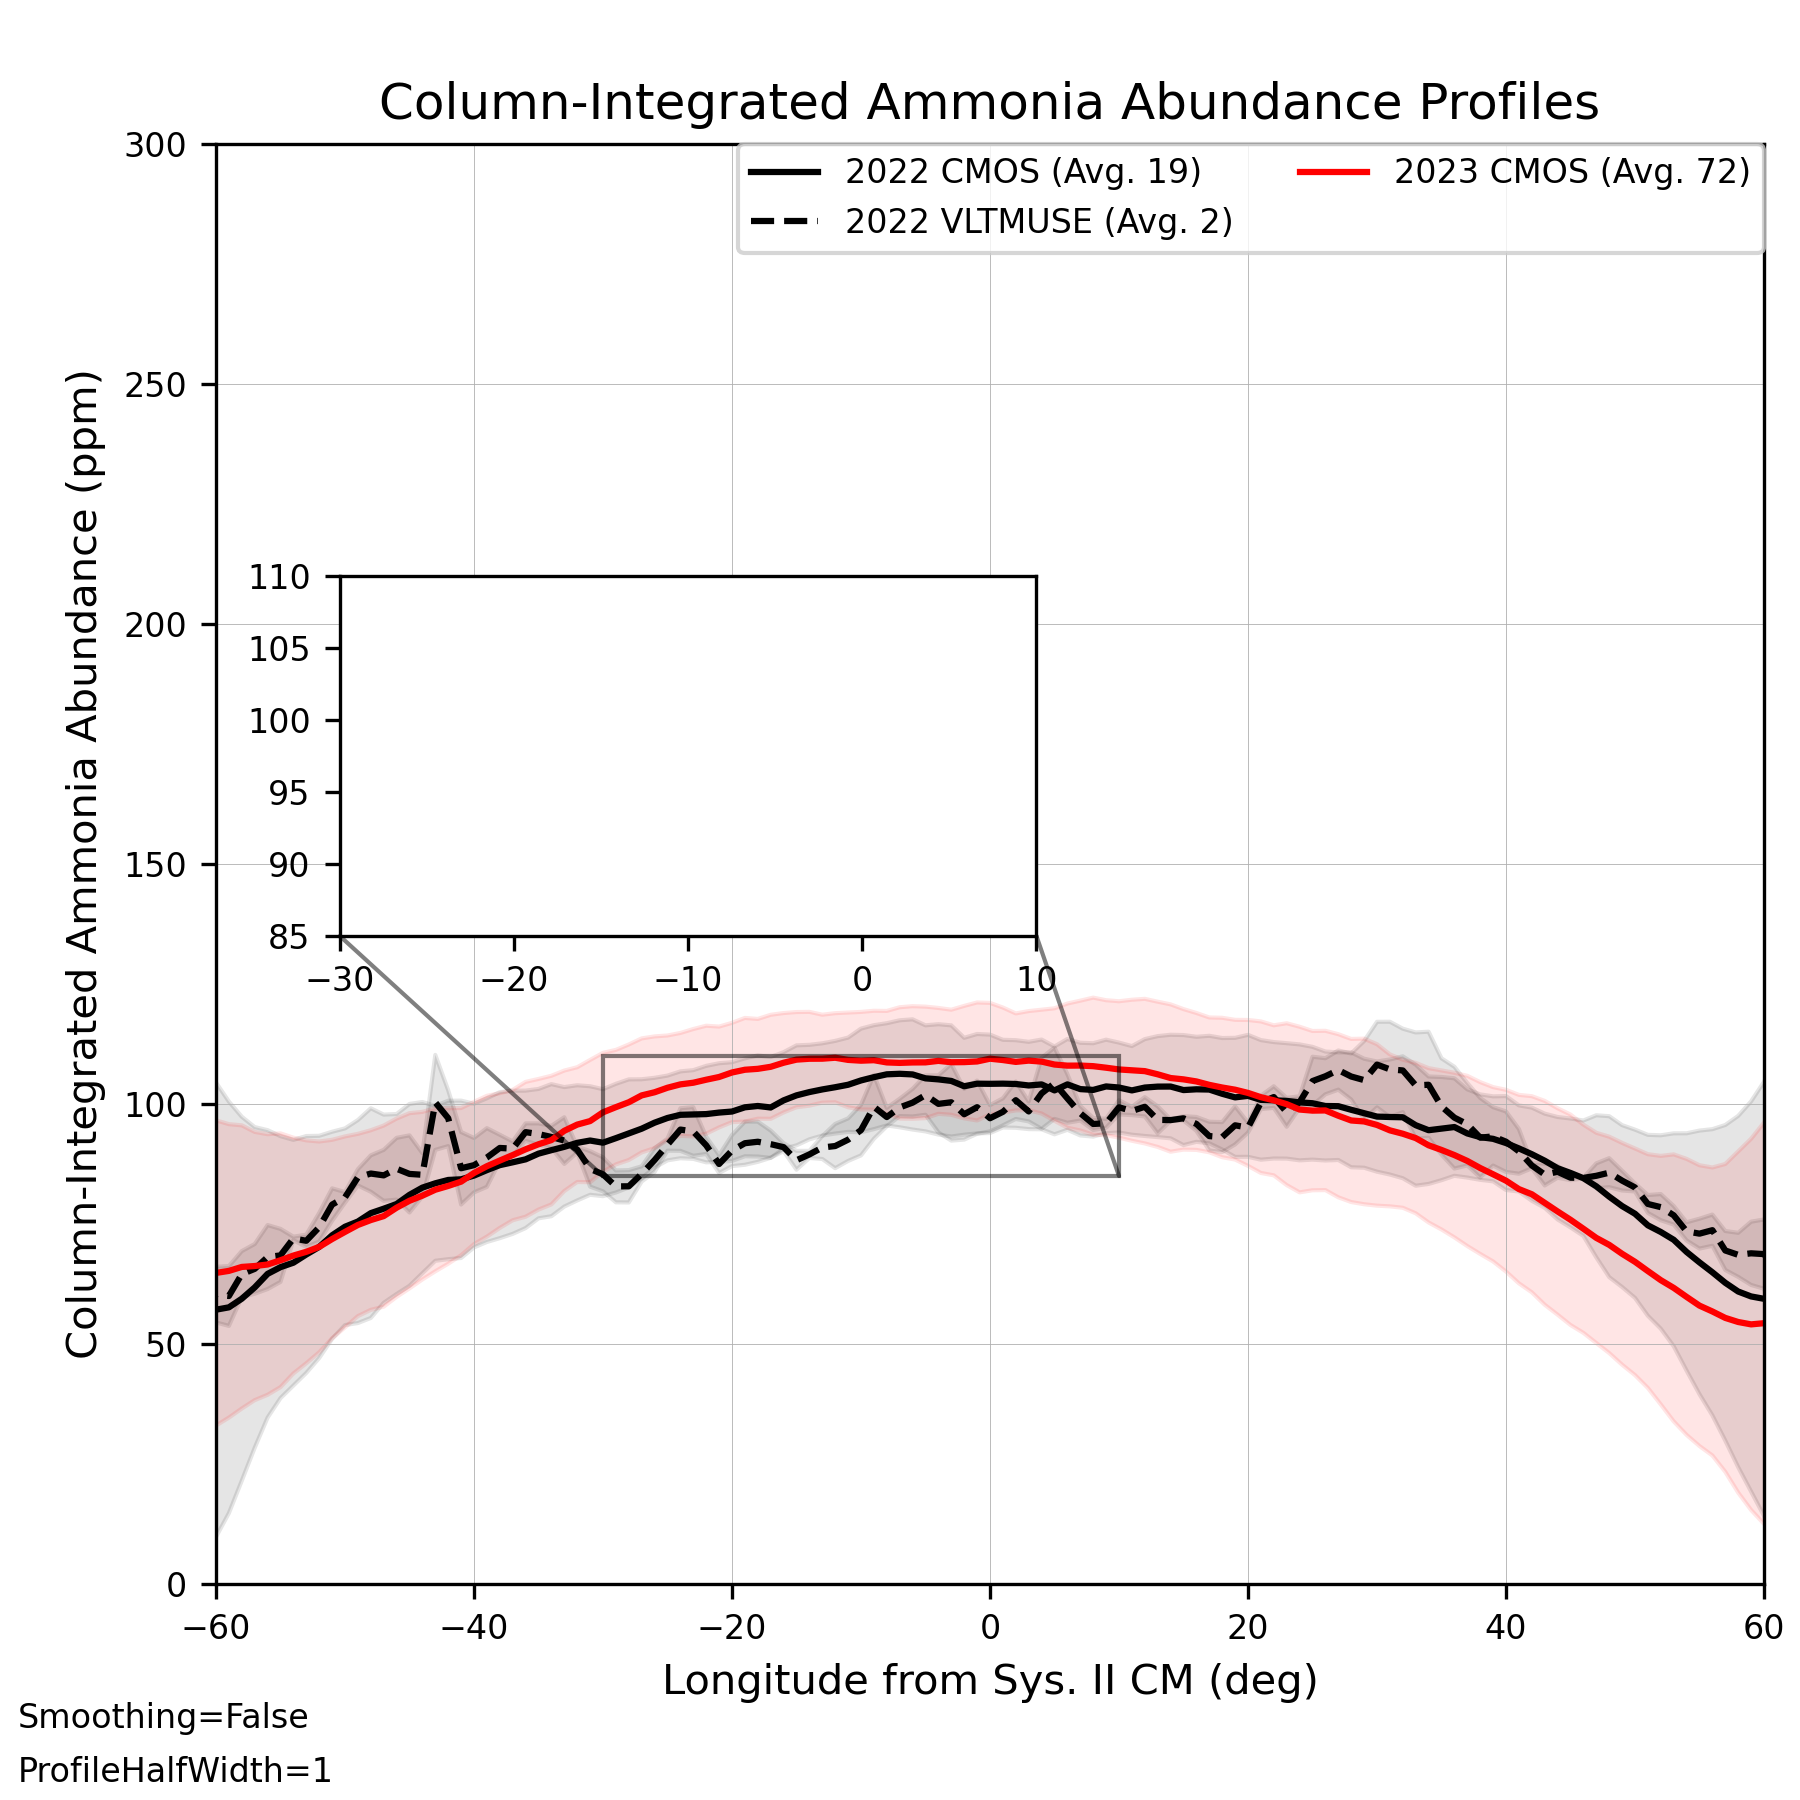 Column-Integrated Ammonia Abundance Profiles
2022 CMOS (Avg. 19)
2022 VLTMUSE (Avg. 2)
2023 CMOS (Avg. 72)
Column-Integrated Ammonia Abundance (ppm)
300
250
200
150
100
50
0
110
105
100
95
90
85
−30 −20 −10 0 10
−60 −40 −20 0 20 40 60
Longitude from Sys. II CM (deg)
Smoothing=False
ProfileHalfWidth=1